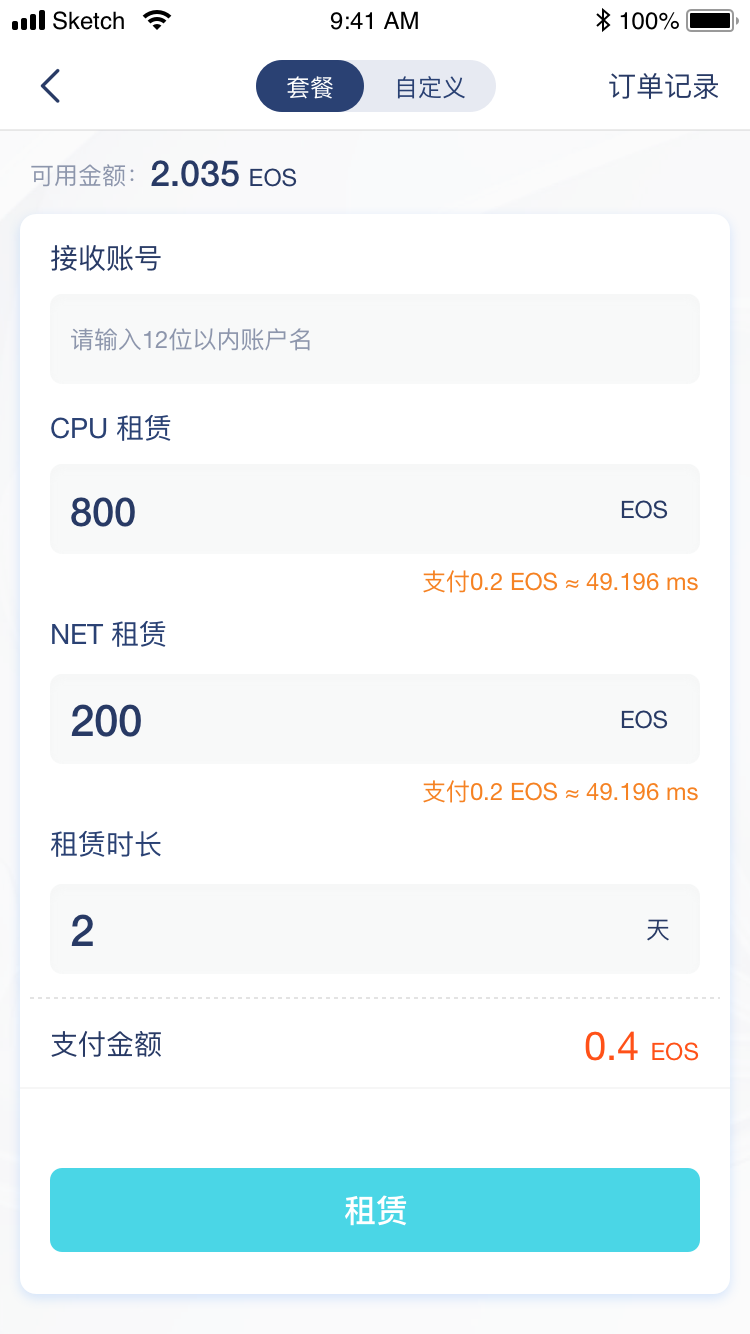 Sketch 9:41 AM 100%
套餐 自定义 订单记录
可用金额: 2.035 EOS
接收账号
请输入12位以内账户名
CPU 租赁
800 EOS
支付0.2 EOS ≈ 49.196 ms
NET 租赁
200 EOS
支付0.2 EOS ≈ 49.196 ms
租赁时长
2 天
支付金额 0.4 EOS
租赁